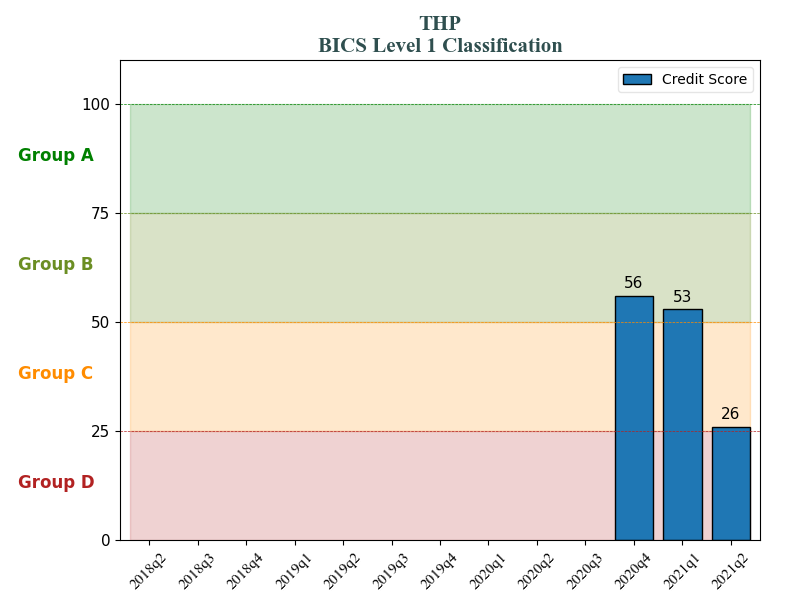 THP
BICS Level 1 Classification
Credit Score
100
Group A
75
Group B
56
53
50
Group C
26
25
Group D
0
2018q2
2018q3
2018q4
2019q1
2019q2
2019q3
2019q4
2020q1
2020q2
2020q3
2020q4
2021q1
2021q2